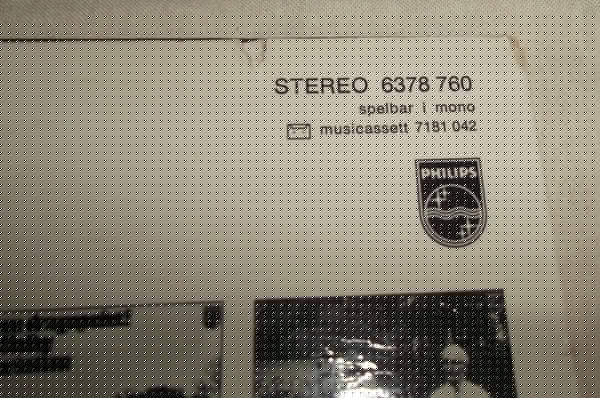 STEREO 6378 760
spelbar i mono
musicassett 7181 042
PHILIPS